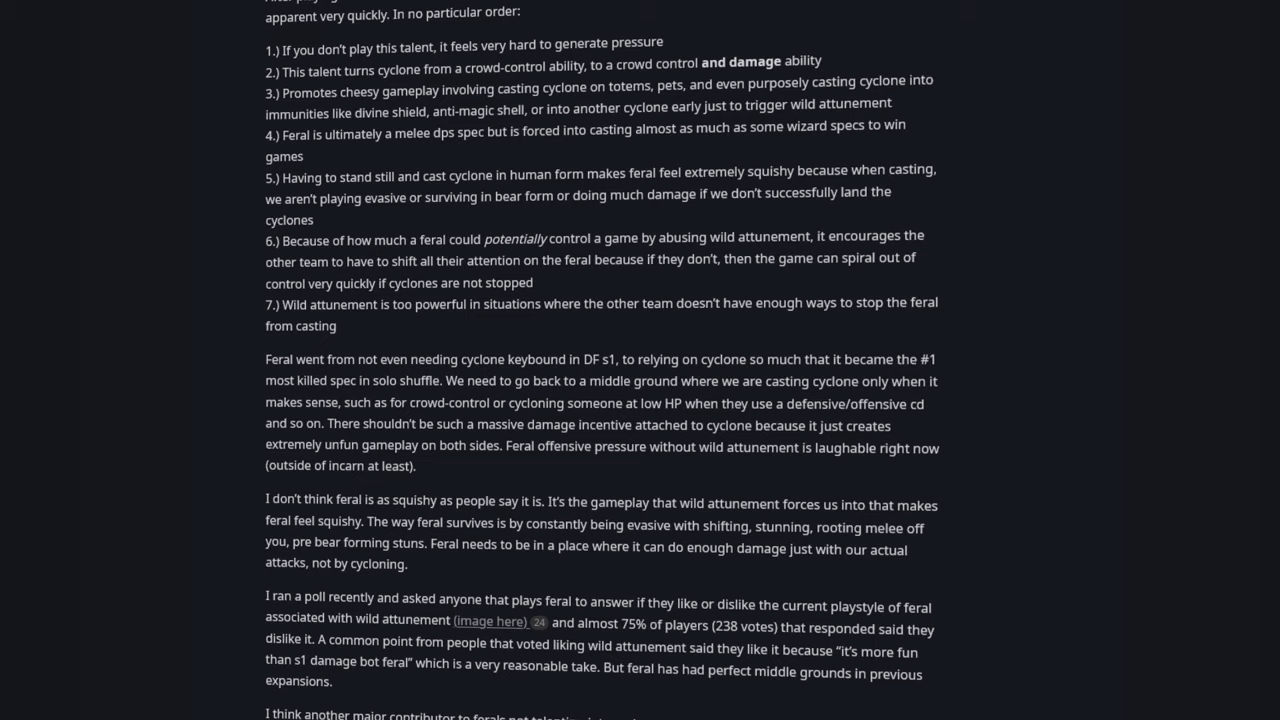 apparent very quickly. In no particular order:
1.) If you don’t play this talent, it feels very hard to generate pressure
2.) This talent turns cyclone from a crowd-control ability, to a crowd control and damage ability
3.) Promotes cheesy gameplay involving casting cyclone on totems, pets, and even purposely casting cyclone into
immunities like divine shield, anti-magic shell, or into another cyclone early just to trigger wild attunement
4.) Feral is ultimately a melee dps spec but is forced into casting almost as much as some wizard specs to win
games
5.) Having to stand still and cast cyclone in human form makes feral feel extremely squishy because when casting,
we aren’t playing evasive or surviving in bear form or doing much damage if we don’t successfully land the
cyclones
6.) Because of how much a feral could potentially control a game by abusing wild attunement, it encourages the
other team to have to shift all their attention on the feral because if they don’t, then the game can spiral out of
control very quickly if cyclones are not stopped
7.) Wild attunement is too powerful in situations where the other team doesn’t have enough ways to stop the feral
from casting
Feral went from not even needing cyclone keybound in DF s1, to relying on cyclone so much that it became the #1
most killed spec in solo shuffle. We need to go back to a middle ground where we are casting cyclone only when it
makes sense, such as for crowd-control or cycloning someone at low HP when they use a defensive/offensive cd
and so on. There shouldn’t be such a massive damage incentive attached to cyclone because it just creates
extremely unfun gameplay on both sides. Feral offensive pressure without wild attunement is laughable right now
(outside of incarn at least).
I don’t think feral is as squishy as people say it is. It’s the gameplay that wild attunement forces us into that makes
feral feel squishy. The way feral survives is by constantly being evasive with shifting, stunning, rooting melee off
you, pre bear forming stuns. Feral needs to be in a place where it can do enough damage just with our actual
attacks, not by cycloning.
I ran a poll recently and asked anyone that plays feral to answer if they like or dislike the current playstyle of feral
associated with wild attunement (image here) 24 and almost 75% of players (238 votes) that responded said they
dislike it. A common point from people that voted liking wild attunement said they like it because “it’s more fun
than s1 damage bot feral” which is a very reasonable take. But feral has had perfect middle grounds in previous
expansions.
I think another major contributor to ferals not